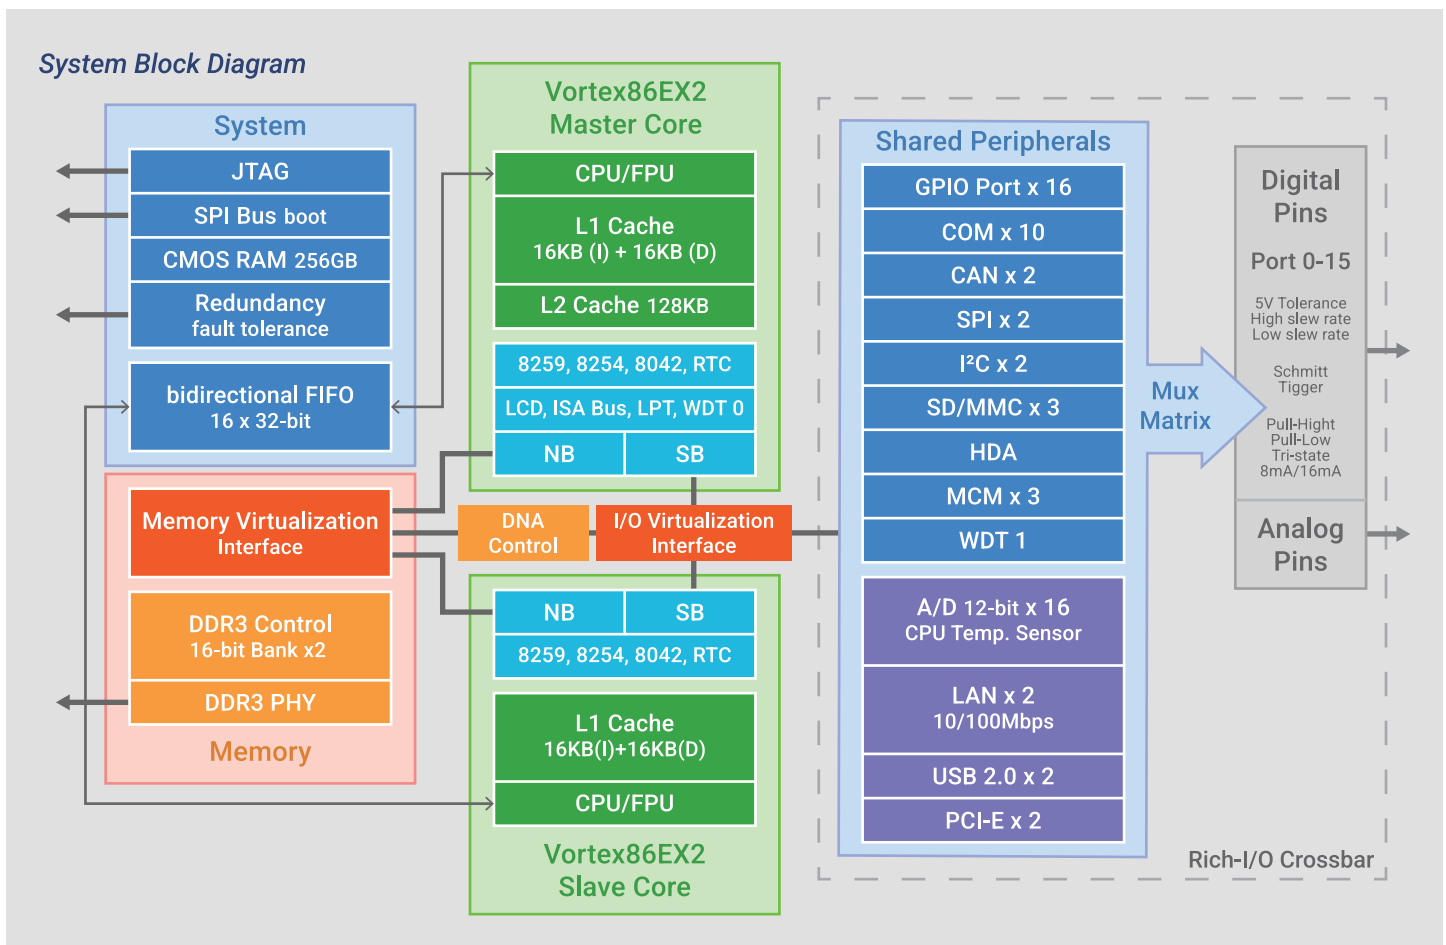 System Block Diagram
System
JTAG
SPI Bus boot
CMOS RAM 256GB
Redundancy
fault tolerance
bidirectional FIFO
16 x 32-bit
Memory Virtualization
Interface
DDR3 Control
16-bit Bank x2
DDR3 PHY
Memory
Vortex86EX2
Master Core
CPU/FPU
L1 Cache
16KB (I) + 16KB (D)
L2 Cache 128KB
8259, 8254, 8042, RTC
LCD, ISA Bus, LPT, WDT 0
NB
SB
DNA
Control
I/O Virtualization
Interface
NB
SB
8259, 8254, 8042, RTC
L1 Cache
16KB(I)+16KB(D)
CPU/FPU
Vortex86EX2
Slave Core
Shared Peripherals
GPIO Port x 16
COM x 10
CAN x 2
SPI x 2
I²C x 2
SD/MMC x 3
HDA
MCM x 3
WDT 1
A/D 12-bit x 16
CPU Temp. Sensor
LAN x 2
10/100Mbps
USB 2.0 x 2
PCI-E x 2
Mux
Matrix
Digital
Pins
Port 0-15
5V Tolerance
High slew rate
Low slew rate
Schmitt
Tigger
Pull-Hight
Pull-Low
Tri-state
8mA/16mA
Analog
Pins
Rich-I/O Crossbar